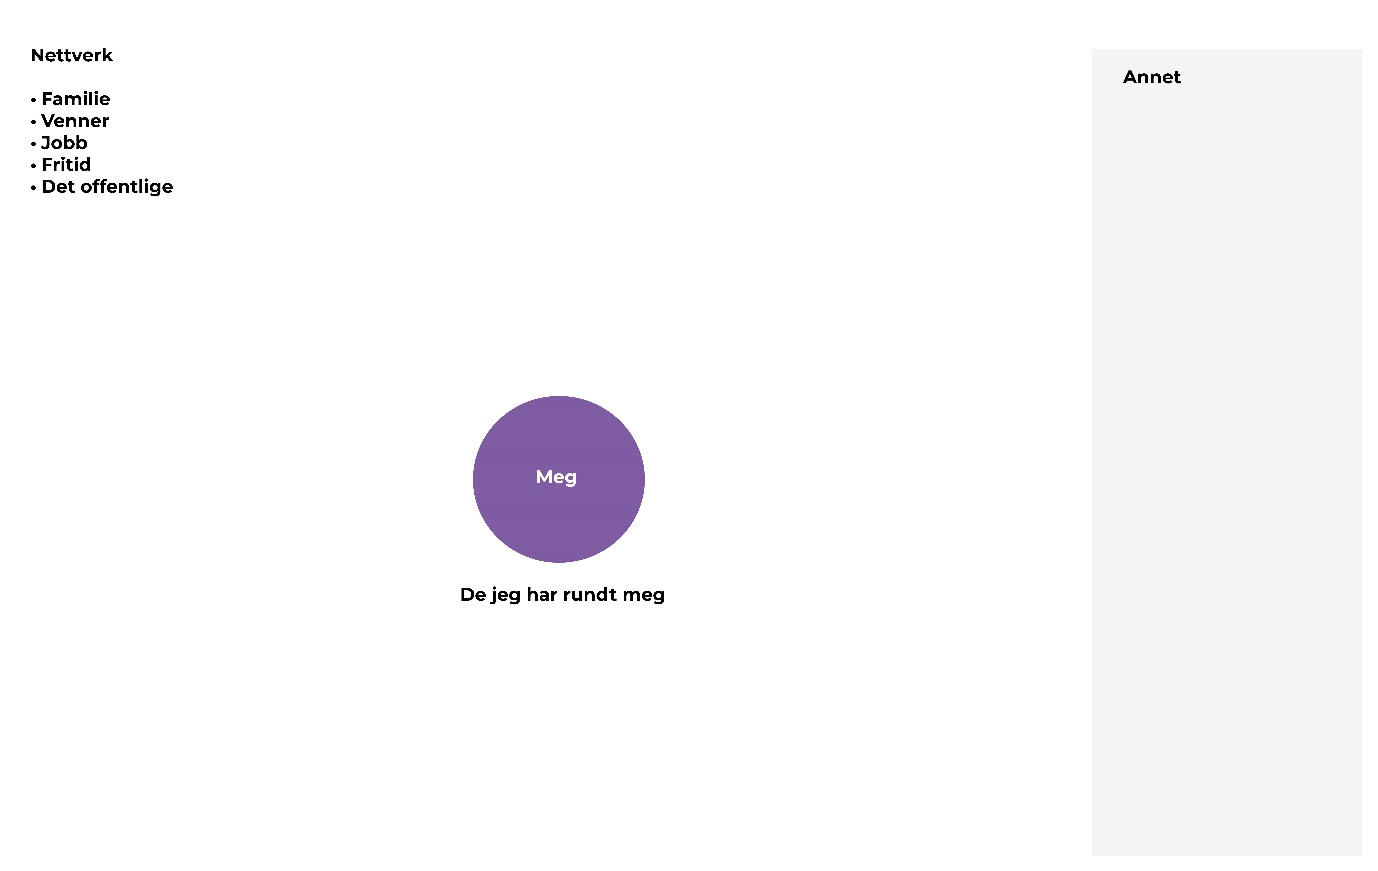 Nettverk
• Familie
• Venner
• Jobb
• Fritid
• Det offentlige
Annet
Meg
De jeg har rundt meg